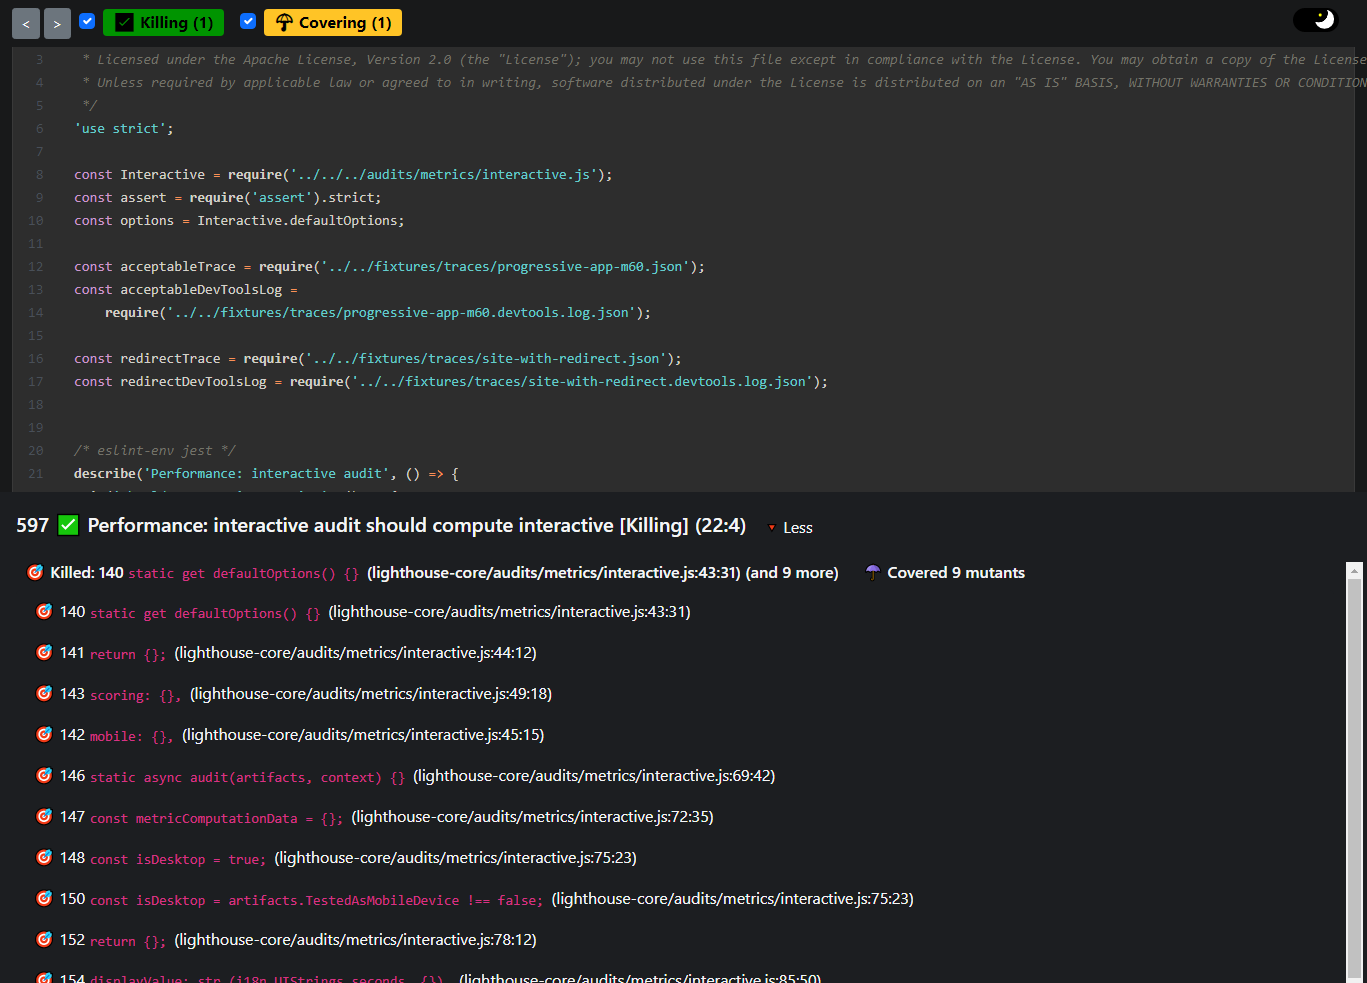 < > Killing (1) Covering (1)
3 * Licensed under the Apache License, Version 2.0 (the "License"); you may not use this file except in compliance with the License. You may obtain a copy of the License
4 * Unless required by applicable law or agreed to in writing, software distributed under the License is distributed on an "AS IS" BASIS, WITHOUT WARRANTIES OR CONDITION
5 */
6 'use strict';
7
8 const Interactive = require('../../../audits/metrics/interactive.js');
9 const assert = require('assert').strict;
10 const options = Interactive.defaultOptions;
11
12 const acceptableTrace = require('../../fixtures/traces/progressive-app-m60.json');
13 const acceptableDevToolsLog =
14 require('../../fixtures/traces/progressive-app-m60.devtools.log.json');
15
16 const redirectTrace = require('../../fixtures/traces/site-with-redirect.json');
17 const redirectDevToolsLog = require('../../fixtures/traces/site-with-redirect.devtools.log.json');
18
19
20 /* eslint-env jest */
21 describe('Performance: interactive audit', () => {
597 ✅ Performance: interactive audit should compute interactive [Killing] (22:4) Less
🎯 Killed: 140 static get defaultOptions() {} (lighthouse-core/audits/metrics/interactive.js:43:31) (and 9 more) ☂ Covered 9 mutants
🎯 140 static get defaultOptions() {} (lighthouse-core/audits/metrics/interactive.js:43:31)
🎯 141 return {}; (lighthouse-core/audits/metrics/interactive.js:44:12)
🎯 143 scoring: {}, (lighthouse-core/audits/metrics/interactive.js:49:18)
🎯 142 mobile: {}, (lighthouse-core/audits/metrics/interactive.js:45:15)
🎯 146 static async audit(artifacts, context) {} (lighthouse-core/audits/metrics/interactive.js:69:42)
🎯 147 const metricComputationData = {}; (lighthouse-core/audits/metrics/interactive.js:72:35)
🎯 148 const isDesktop = true; (lighthouse-core/audits/metrics/interactive.js:75:23)
🎯 150 const isDesktop = artifacts.TestedAsMobileDevice !== false; (lighthouse-core/audits/metrics/interactive.js:75:23)
🎯 152 return {}; (lighthouse-core/audits/metrics/interactive.js:78:12)
🎯 154 displayValue: str_(i18n.UIStrings.seconds, {}), (lighthouse-core/audits/metrics/interactive.js:85:50)